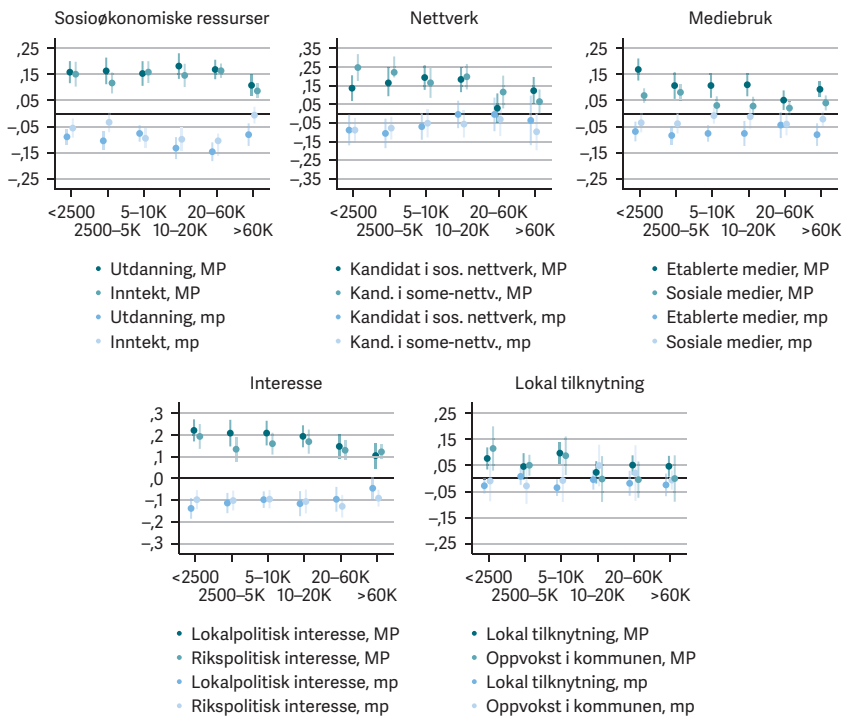 Sosioøkonomiske ressurser
,25
,15
,05
–,05
–,15
–,25
<2500
5–10K
20–60K
2500–5K
10–20K
>60K
Utdanning, MP
Inntekt, MP
Utdanning, mp
Inntekt, mp
Nettverk
,35
,25
,15
,05
–,05
–,15
–,25
–,35
<2500
5–10K
20–60K
2500–5K
10–20K
>60K
Kandidat i sos. nettverk, MP
Kand. i some-nettv., MP
Kandidat i sos. nettverk, mp
Kand. i some-nettv., mp
Mediebruk
,25
,15
,05
–,05
–,15
–,25
<2500
5–10K
20–60K
2500–5K
10–20K
>60K
Etablerte medier, MP
Sosiale medier, MP
Etablerte medier, mp
Sosiale medier, mp
Interesse
,3
,2
,1
,0
–,1
–,2
–,3
<2500
5–10K
20–60K
2500–5K
10–20K
>60K
Lokalpolitisk interesse, MP
Rikspolitisk interesse, MP
Lokalpolitisk interesse, mp
Rikspolitisk interesse, mp
Lokal tilknytning
,25
,15
,05
–,05
–,15
–,25
<2500
5–10K
20–60K
2500–5K
10–20K
>60K
Lokal tilknytning, MP
Oppvokst i kommunen, MP
Lokal tilknytning, mp
Oppvokst i kommunen, mp